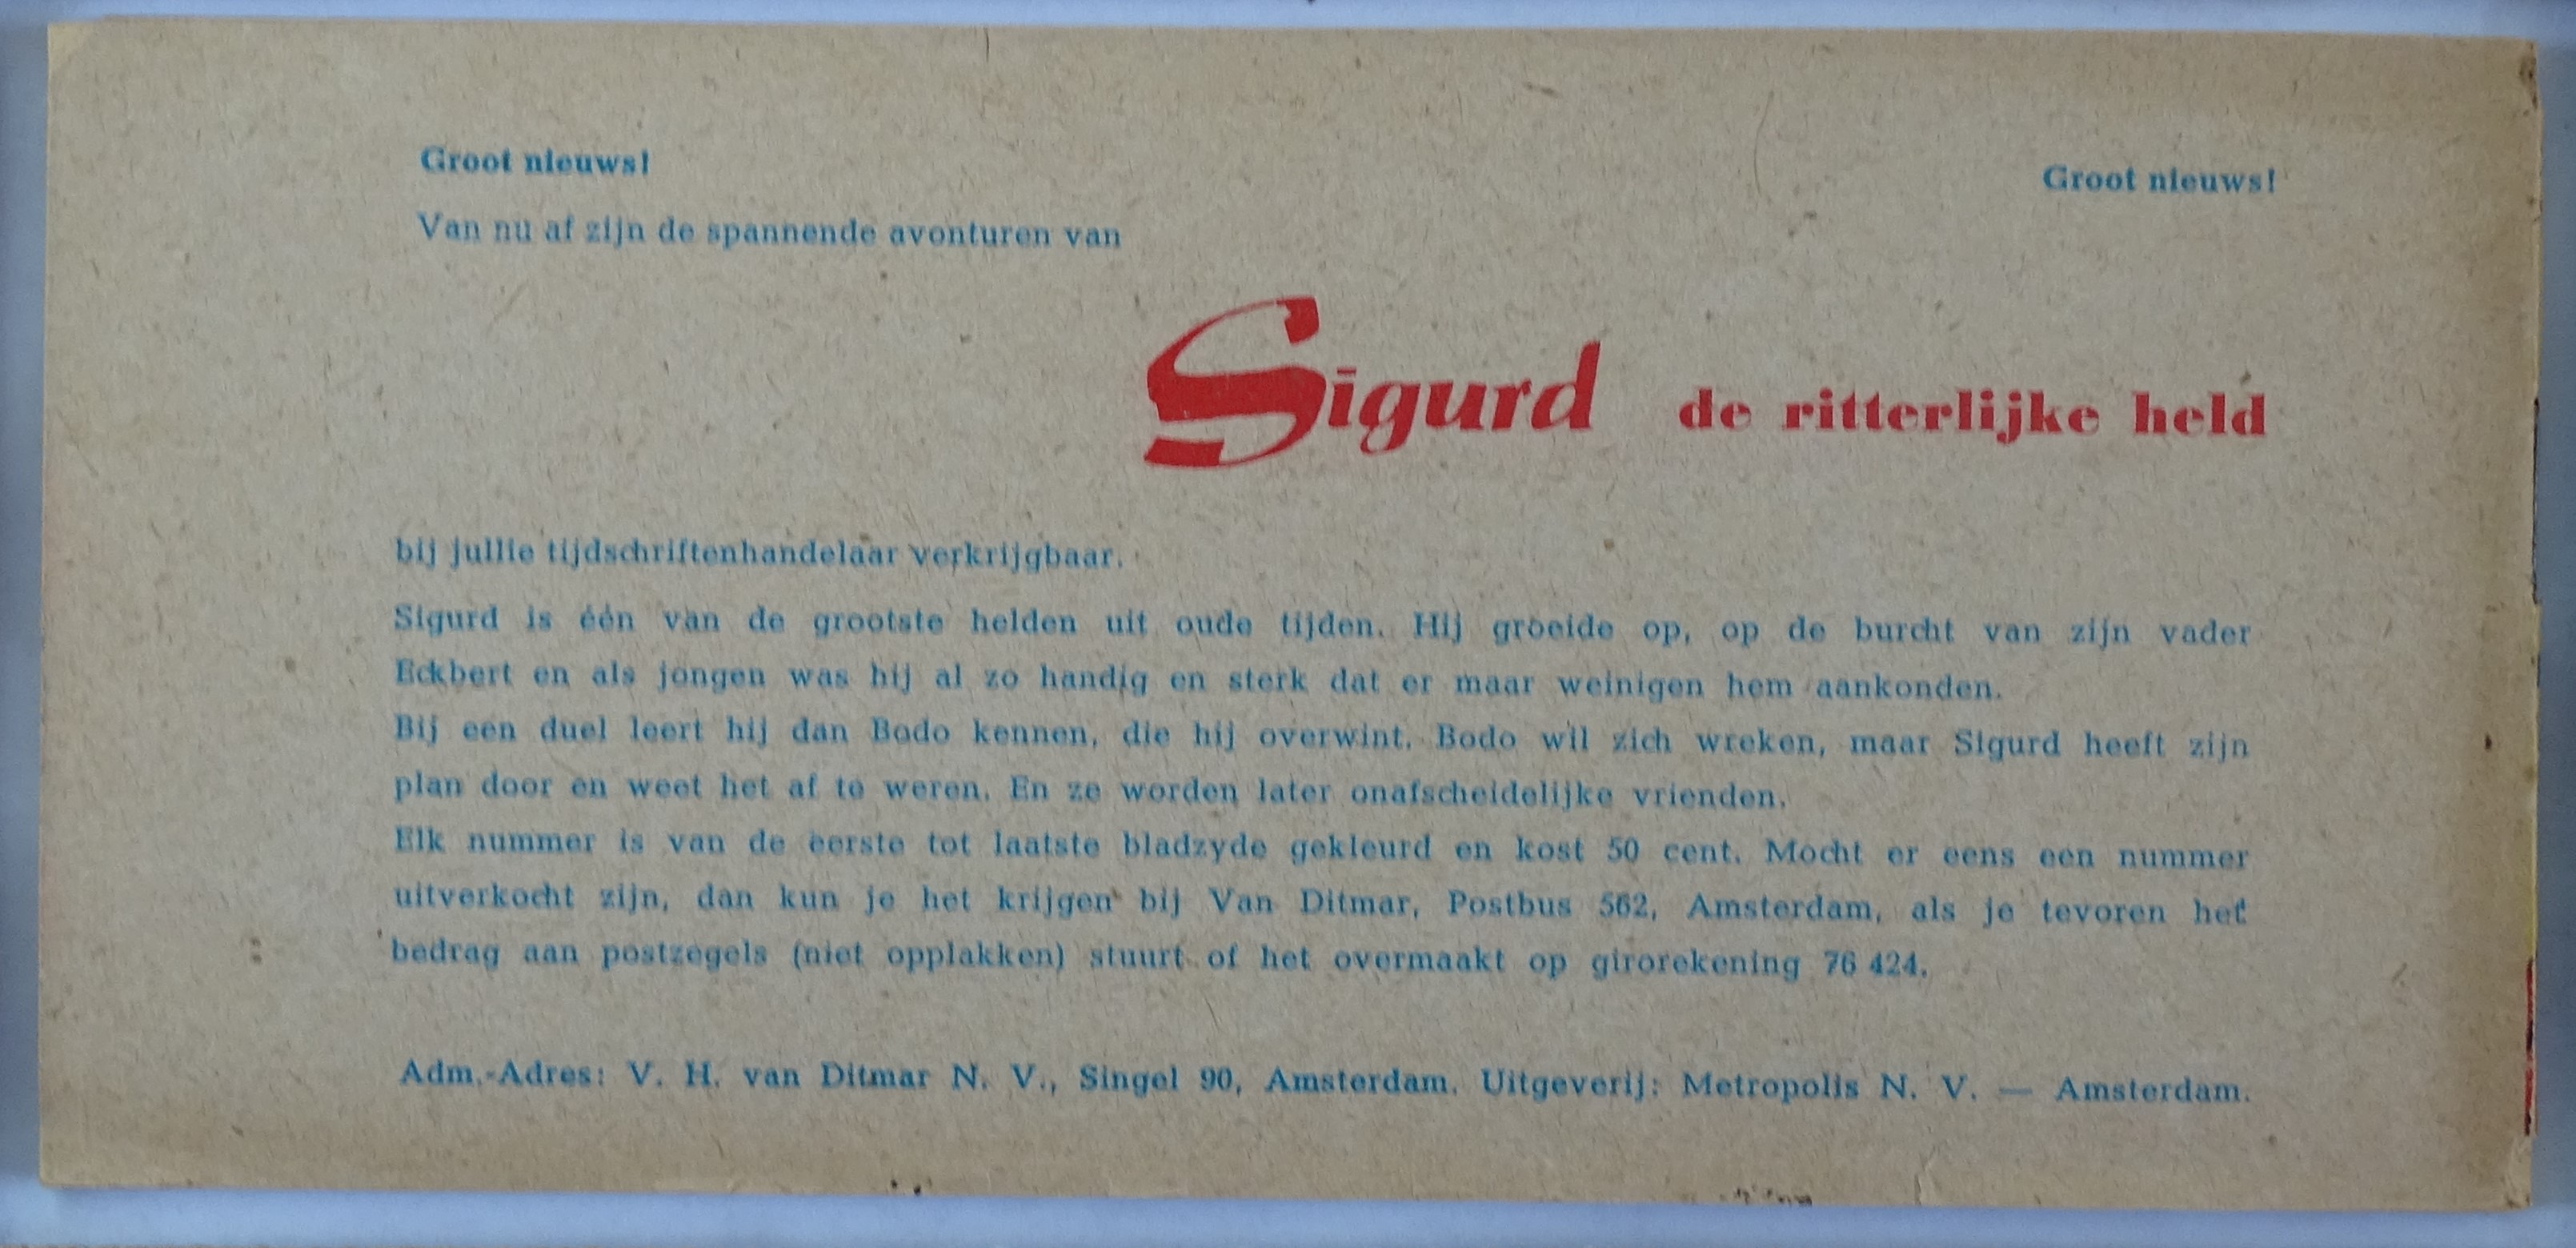 Groot nieuws! Groot nieuws!
Van nu af zijn de spannende avonturen van
Sigurd de ritterlijke held
bij jullie tijdschriftenhandelaar verkrijgbaar.
Sigurd is één van de grootste helden uit oude tijden. Hij groeide op, op de burcht van zijn vader
Eckbert en als jongen was hij al zo handig en sterk dat er maar weinigen hem aankonden.
Bij een duel leert hij dan Bodo kennen, die hij overwint. Bodo wil zich wreken, maar Sigurd heeft zijn
plan door en weet het af te weren. En ze worden later onafscheidelijke vrienden.
Elk nummer is van de eerste tot laatste bladzyde gekleurd en kost 50 cent. Mocht er eens een nummer
uitverkocht zijn, dan kun je het krijgen bij Van Ditmar, Postbus 562, Amsterdam, als je tevoren het
bedrag aan postzegels (niet opplakken) stuurt of het overmaakt op girorekening 76 424.
Adm.-Adres: V. H. van Ditmar N. V., Singel 90, Amsterdam. Uitgeverij: Metropolis N. V. — Amsterdam.